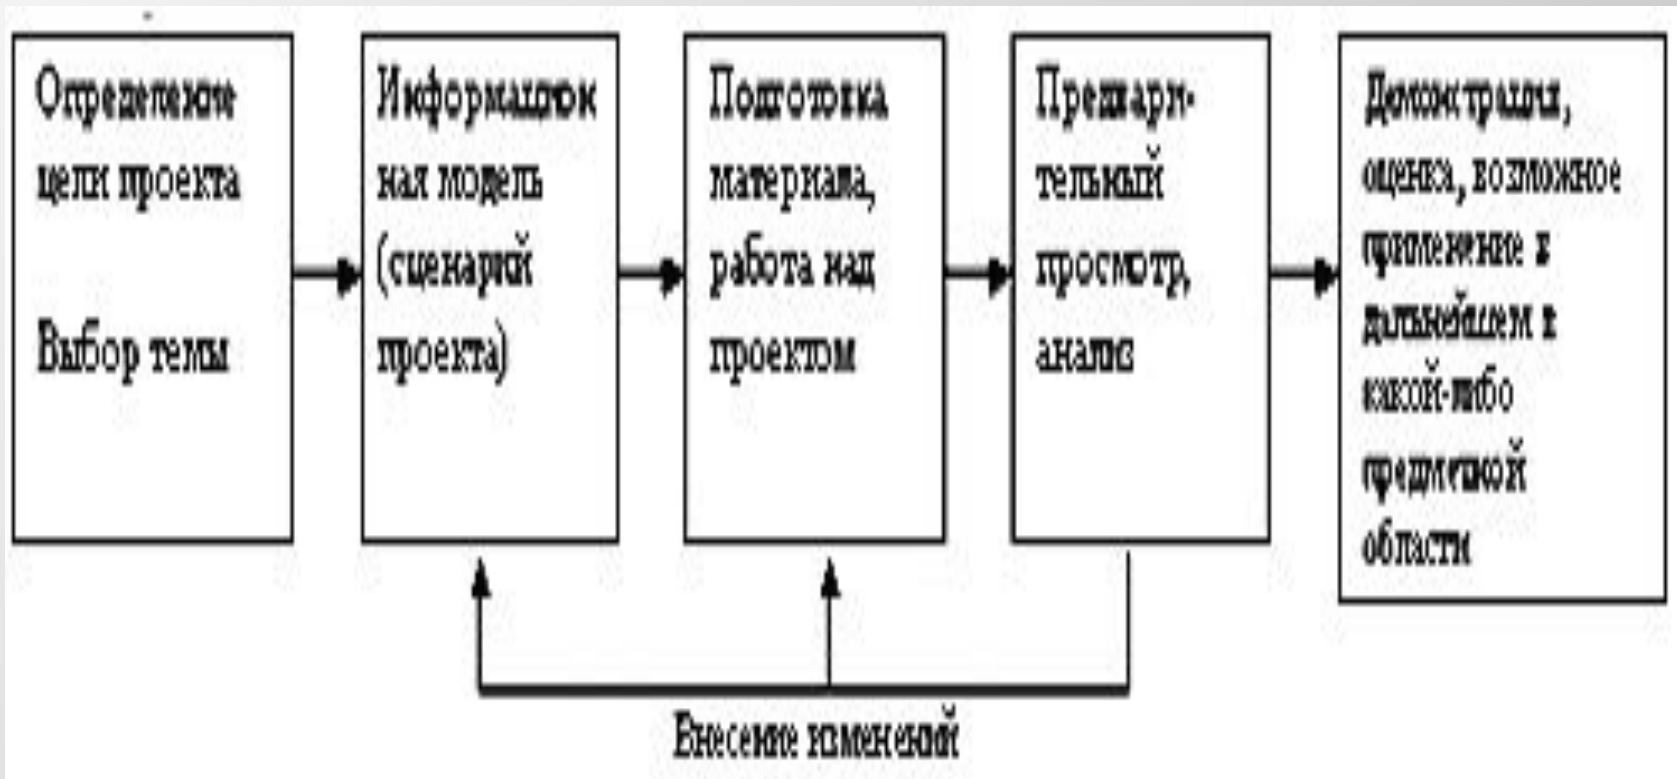 Определение
цели проекта
Выбор темы
Информацион
ная модель
(сценарий
проекта)
Подготовка
материала,
работа над
проектом
Предвари-
тельный
просмотр,
анализ
Демонстрация,
оценка, возможное
применение в
дальнейшем в
какой-либо
предметной
области
Внесение изменений